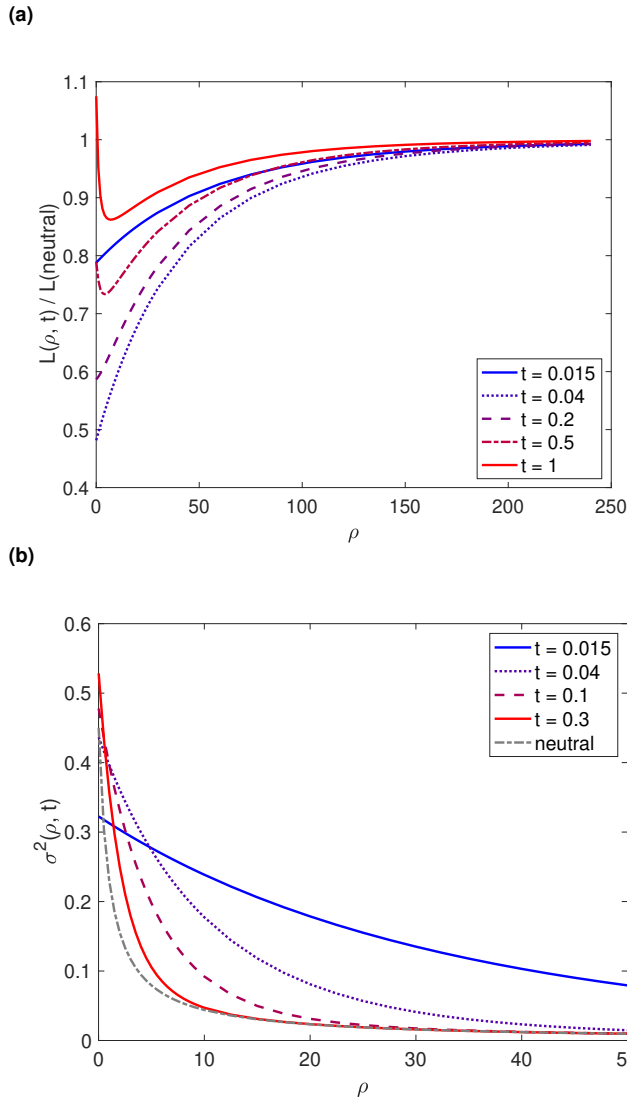 (a)
1.1
1
0.9
0.8
0.7
0.6
0.5
0.4
L(ρ, t) / L(neutral)
t = 0.015
t = 0.04
t = 0.2
t = 0.5
t = 1
0 50 100 150 200 250
ρ
(b)
0.6
0.5
0.4
0.3
0.2
0.1
0
σ²(ρ, t)
t = 0.015
t = 0.04
t = 0.1
t = 0.3
neutral
0 10 20 30 40
ρ